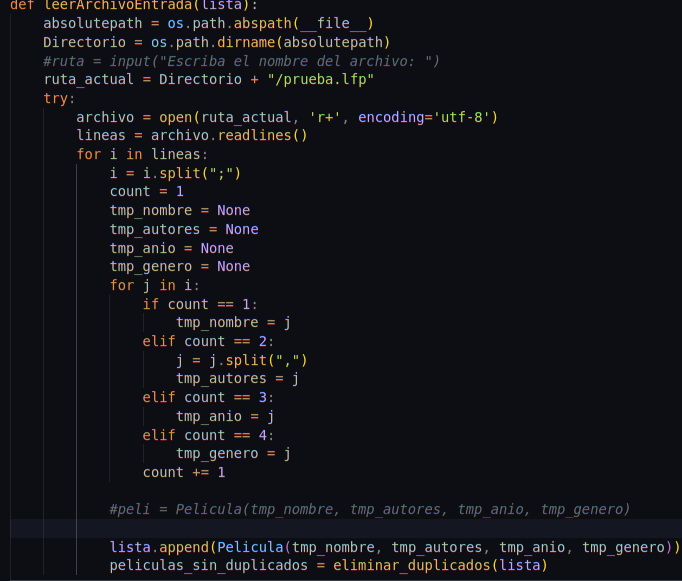 def leerArchivoEntrada(lista):
    absolutepath = os.path.abspath(__file__)
    Directorio = os.path.dirname(absolutepath)
    #ruta = input("Escriba el nombre del archivo: ")
    ruta_actual = Directorio + "/prueba.lfp"
    try:
        archivo = open(ruta_actual, 'r+', encoding='utf-8')
        lineas = archivo.readlines()
        for i in lineas:
            i = i.split(";")
            count = 1
            tmp_nombre = None
            tmp_autores = None
            tmp_anio = None
            tmp_genero = None
            for j in i:
                if count == 1:
                    tmp_nombre = j
                elif count == 2:
                    j = j.split(",")
                    tmp_autores = j
                elif count == 3:
                    tmp_anio = j
                elif count == 4:
                    tmp_genero = j
                count += 1
            #peli = Pelicula(tmp_nombre, tmp_autores, tmp_anio, tmp_genero)
            lista.append(Pelicula(tmp_nombre, tmp_autores, tmp_anio, tmp_genero))
            peliculas_sin_duplicados = eliminar_duplicados(lista)